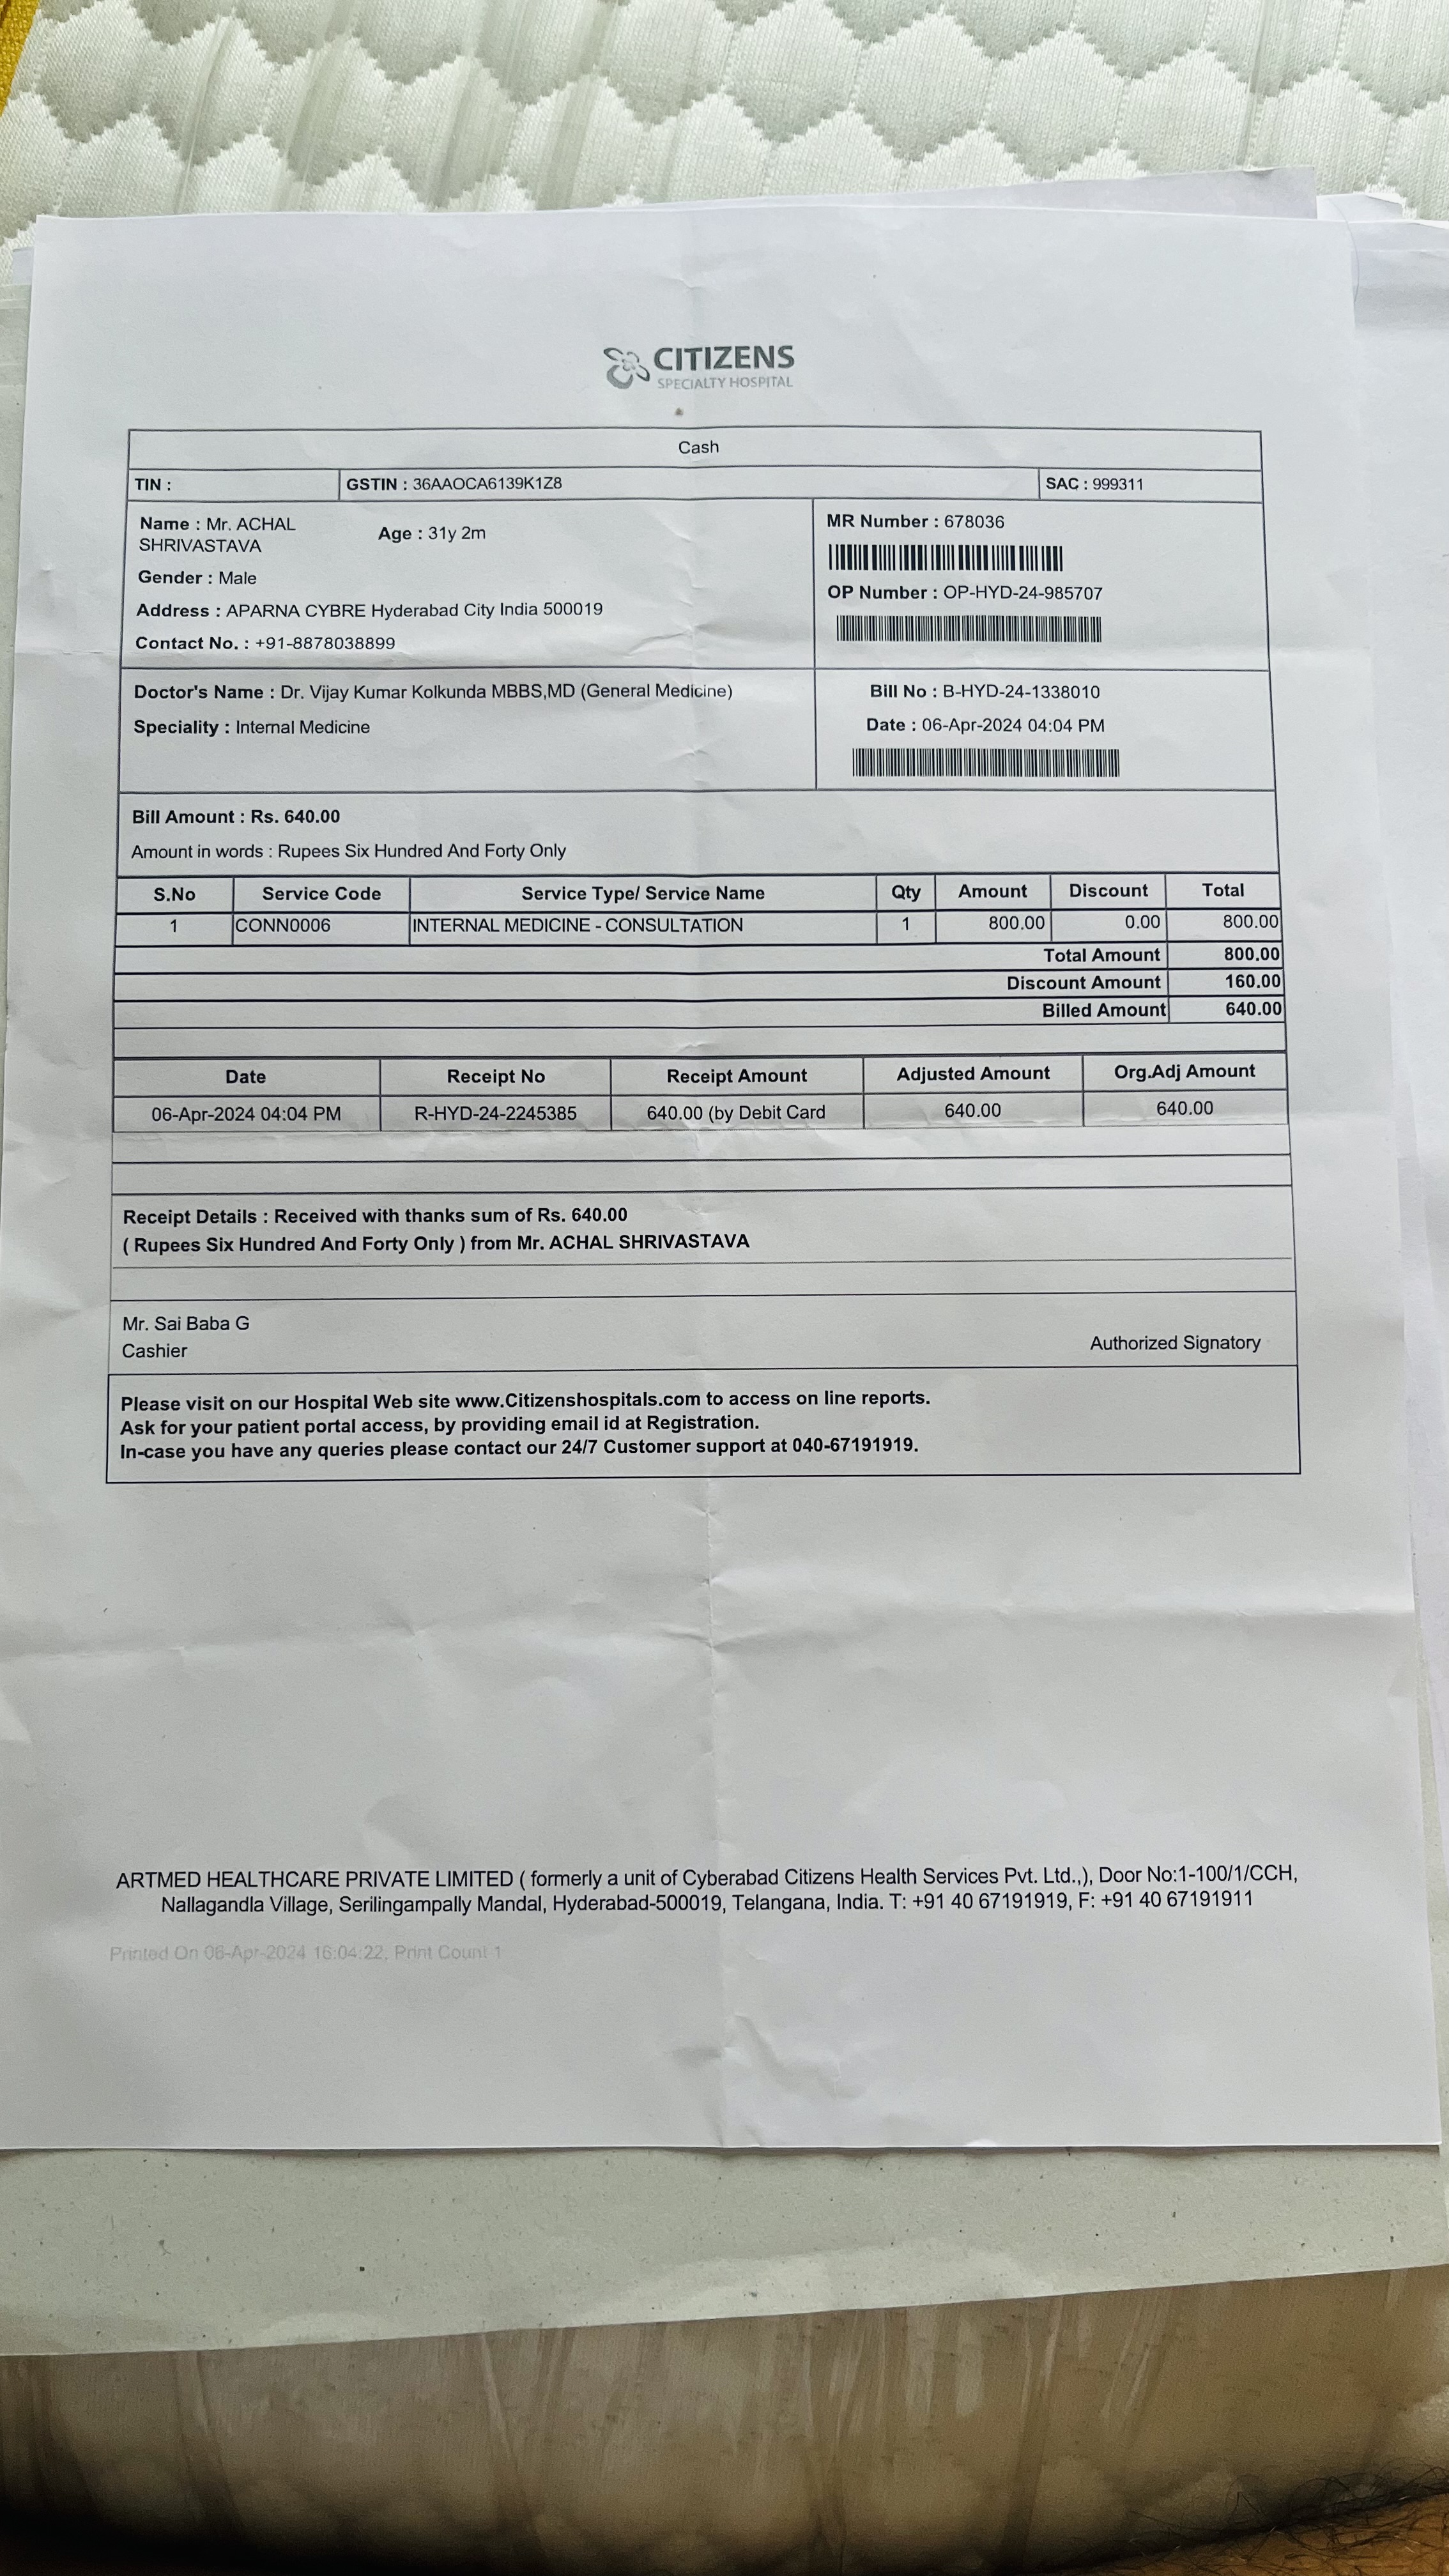 CITIZENS
SPECIALTY HOSPITAL
Cash
TIN : GSTIN : 36AAOCA6139K1Z8 SAC : 999311
Name : Mr. ACHAL SHRIVASTAVA Age : 31y 2m
Gender : Male
Address : APARNA CYBRE Hyderabad City India 500019
Contact No. : +91-8878038899
MR Number : 678036
OP Number : OP-HYD-24-985707
Doctor's Name : Dr. Vijay Kumar Kolkunda MBBS,MD (General Medicine)
Speciality : Internal Medicine
Bill No : B-HYD-24-1338010
Date : 06-Apr-2024 04:04 PM
Bill Amount : Rs. 640.00
Amount in words : Rupees Six Hundred And Forty Only
S.No Service Code Service Type/ Service Name Qty Amount Discount Total
1 CONN0006 INTERNAL MEDICINE - CONSULTATION 1 800.00 0.00 800.00
Total Amount 800.00
Discount Amount 160.00
Billed Amount 640.00
Date Receipt No Receipt Amount Adjusted Amount Org.Adj Amount
06-Apr-2024 04:04 PM R-HYD-24-2245385 640.00 (by Debit Card 640.00 640.00
Receipt Details : Received with thanks sum of Rs. 640.00
( Rupees Six Hundred And Forty Only ) from Mr. ACHAL SHRIVASTAVA
Mr. Sai Baba G
Cashier
Authorized Signatory
Please visit on our Hospital Web site www.Citizenshospitals.com to access on line reports.
Ask for your patient portal access, by providing email id at Registration.
In-case you have any queries please contact our 24/7 Customer support at 040-67191919.
ARTMED HEALTHCARE PRIVATE LIMITED ( formerly a unit of Cyberabad Citizens Health Services Pvt. Ltd.,), Door No:1-100/1/CCH,
Nallagandla Village, Serilingampally Mandal, Hyderabad-500019, Telangana, India. T: +91 40 67191919, F: +91 40 67191911
Printed On 06-Apr-2024 16:04:22, Print Count 1